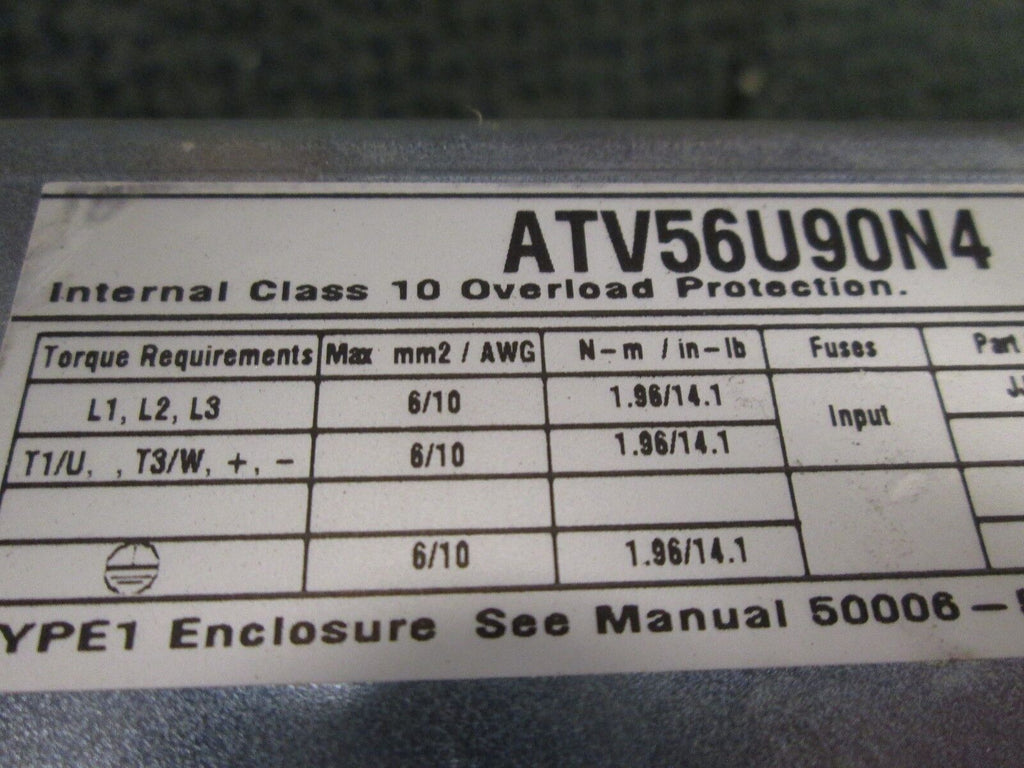 ATV56U90N4
Internal Class 10 Overload Protection.
Torque Requirements Max mm2 / AWG N-m / in-lb Fuses Part
L1, L2, L3 6/10 1.96/14.1 Input
T1/U, , T3/W, +, - 6/10 1.96/14.1
6/10 1.96/14.1
YPE1 Enclosure See Manual 50006-